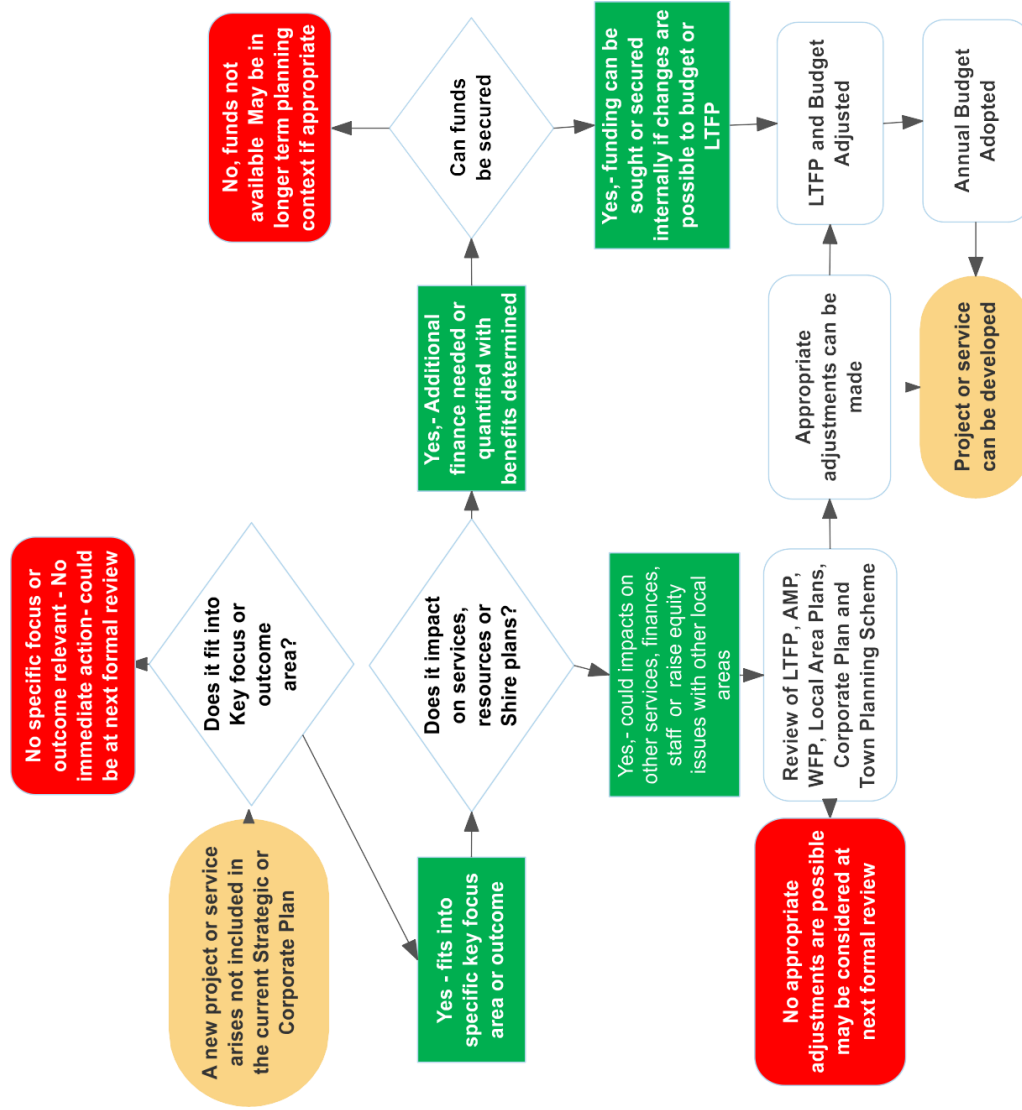 A new project or service
arises not included in
the current Strategic or
Corporate Plan
Does it fit into
Key focus or
outcome
area?
No specific focus or
outcome relevant - No
immediate action- could
be at next formal review
Yes - fits into
specific key focus
area or outcome
Does it impact
on services,
resources or
Shire plans?
Yes,- Additional
finance needed or
quantified with
benefits determined
Can funds
be secured
No, funds not
available  May be in
longer term planning
context if appropriate
Yes,- funding can be
sought or secured
internally if changes are
possible to budget or
LTFP
Yes,- could impacts on
other services, finances,
staff  or raise equity
issues with other local
areas
Review of LTFP, AMP,
WFP, Local Area Plans,
Corporate Plan and
Town Planning Scheme
No appropriate
adjustments are possible
may be considered at
next formal review
Appropriate
adjustments can be
made
LTFP and Budget
Adjusted
Annual Budget
Adopted
Project or service
can be developed